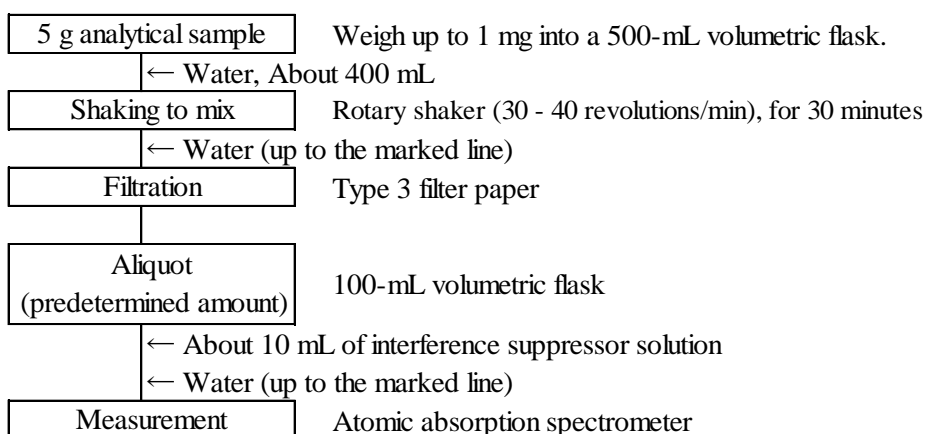 5 g analytical sample Weigh up to 1 mg into a 500-mL volumetric flask.
← Water, About 400 mL
Shaking to mix Rotary shaker (30 - 40 revolutions/min), for 30 minutes
← Water (up to the marked line)
Filtration Type 3 filter paper
Aliquot
(predetermined amount) 100-mL volumetric flask
← About 10 mL of interference suppressor solution
← Water (up to the marked line)
Measurement Atomic absorption spectrometer